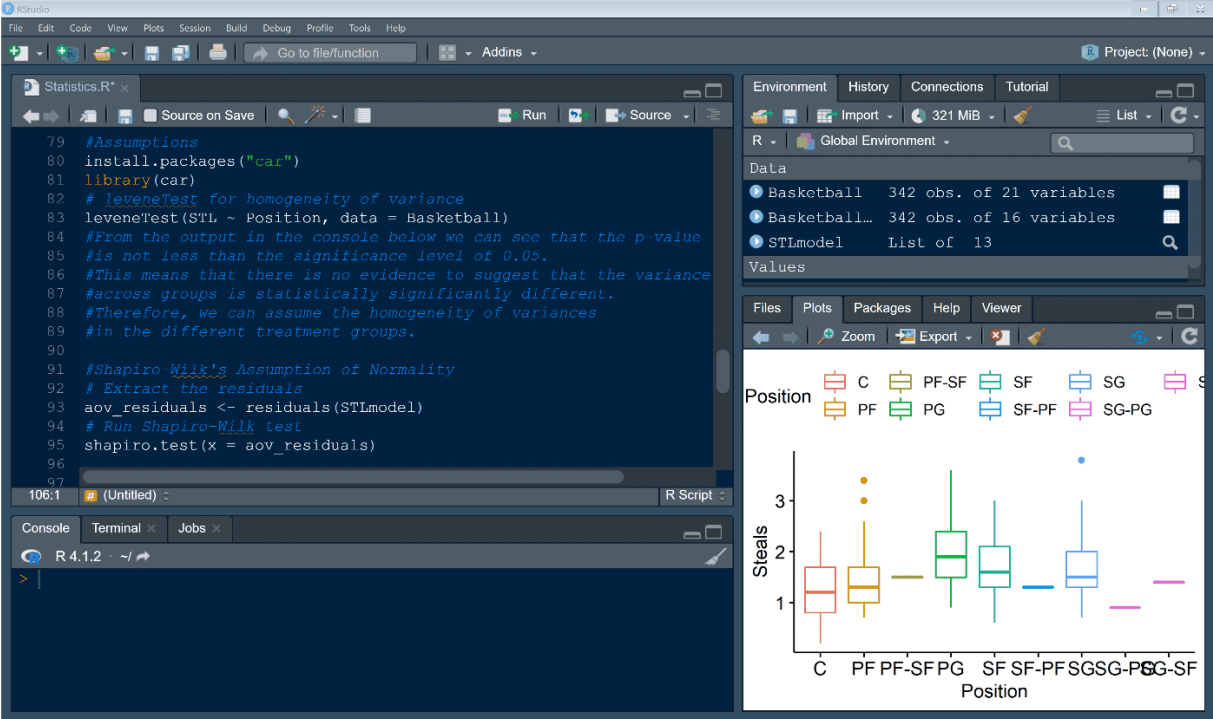 RStudio
File Edit Code View Plots Session Build Debug Profile Tools Help
Go to file/function Addins Project: (None)
Statistics.R*
Source on Save Run Source
79 #Assumptions
80 install.packages("car")
81 library(car)
82 # leveneTest for homogeneity of variance
83 leveneTest(STL ~ Position, data = Basketball)
84 #From the output in the console below we can see that the p-value
85 #is not less than the significance level of 0.05.
86 #This means that there is no evidence to suggest that the variance
87 #across groups is statistically significantly different.
88 #Therefore, we can assume the homogeneity of variances
89 #in the different treatment groups.
90
91 #Shapiro-Wilk's Assumption of Normality
92 # Extract the residuals
93 aov_residuals <- residuals(STLmodel)
94 # Run Shapiro-Wilk test
95 shapiro.test(x = aov_residuals)
96
97
106:1 # (Untitled) R Script
Console Terminal Jobs
R 4.1.2 · ~/
>
Environment History Connections Tutorial
Import 321 MiB List
R Global Environment
Data
Basketball 342 obs. of 21 variables
Basketball… 342 obs. of 16 variables
STLmodel List of 13
Values
Files Plots Packages Help Viewer
Zoom Export
Position C PF-SF SF SG S
PF PG SF-PF SG-PG
Steals
3
2
1
C PF PF-SF PG SF SF-PF SG SG-PG SG-SF
Position